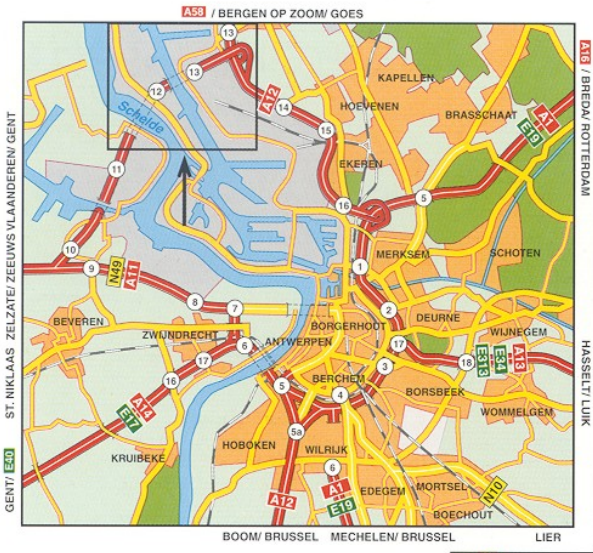 A58 / BERGEN OP ZOOM/ GOES
A16 / BREDA/ ROTTERDAM
HASSELT/ LUIK
ST. NIKLAAS ZELZATE/ ZEEUWS VLAANDEREN/ GENT
GENT/ E40
13
13
12
Schelde
A12
14
15
KAPELLEN
HOEVENEN
BRASSCHAAT
A1
E19
EKEREN
11
16
5
10
9
N49
A11
MERKSEM
SCHOTEN
1
8
7
2
BEVEREN
ZWIJNDRECHT
6
17
16
ANTWERPEN
BORGERHOUT
DEURNE
WIJNEGEM
17
3
18
E313
E34
A13
BERCHEM
5
4
BORSBEEK
WOMMELGEM
A14
E17
5a
KRUIBEKE
HOBOKEN
WILRIJK
6
A12
A1
E19
EDEGEM
MORTSEL
N10
BOECHOUT
BOOM/ BRUSSEL MECHELEN/ BRUSSEL LIER